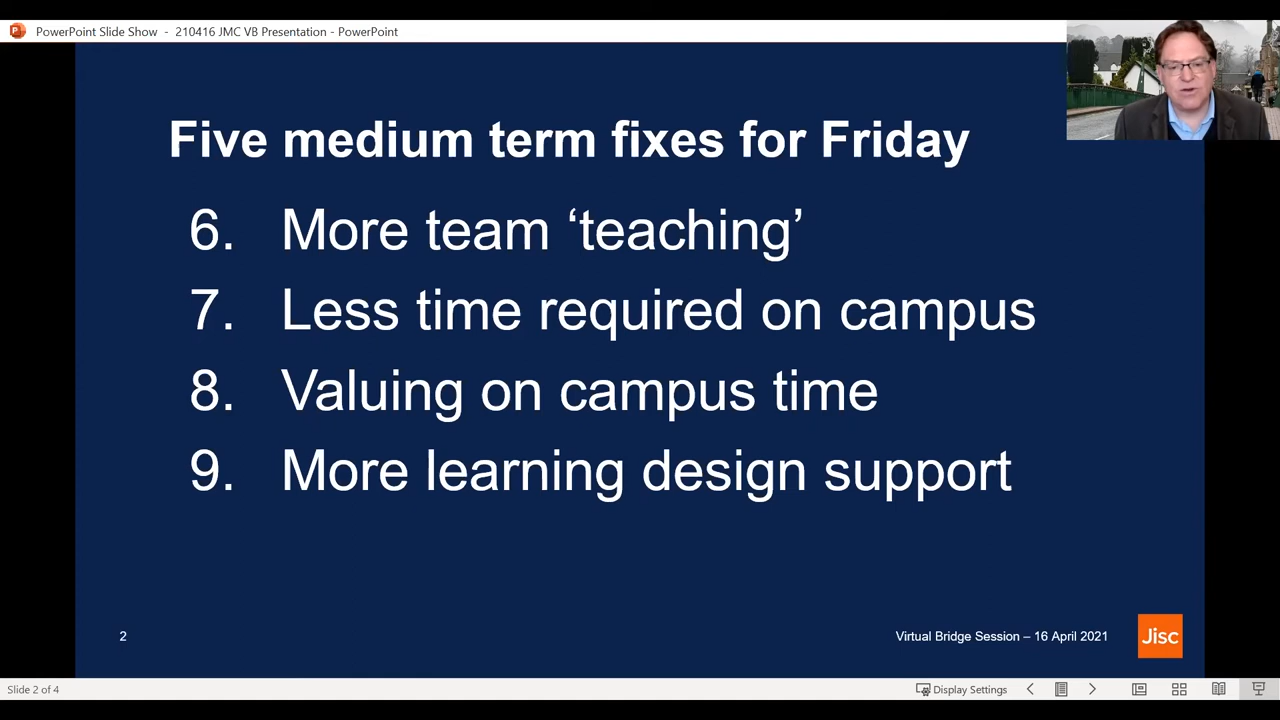 PowerPoint Slide Show - 210416 JMC VB Presentation - PowerPoint
Five medium term fixes for Friday
6. More team ‘teaching’
7. Less time required on campus
8. Valuing on campus time
9. More learning design support
2
Virtual Bridge Session – 16 April 2021
Jisc
Slide 2 of 4
Display Settings